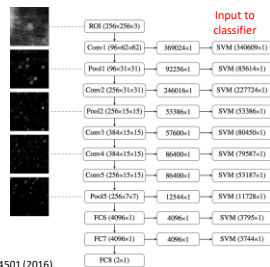 Input to
classifier
ROI (256×256×3)
Conv1 (96×62×62) 369024×1 SVM (340609×1)
Pool1 (96×31×31) 92256×1 SVM (85614×1)
Conv2 (256×31×31) 246016×1 SVM (227724×1)
Pool2 (256×15×15) 53386×1 SVM (53386×1)
Conv3 (384×15×15) 57600×1 SVM (80450×1)
Conv4 (384×15×15) 86400×1 SVM (79587×1)
Conv5 (256×15×15) 86400×1 SVM (53187×1)
Pool5 (256×7×7) 12544×1 SVM (11728×1)
FC6 (4096×1) 4096×1 SVM (3795×1)
FC7 (4096×1) 4096×1 SVM (3744×1)
FC8 (2×1)
4501 (2016).